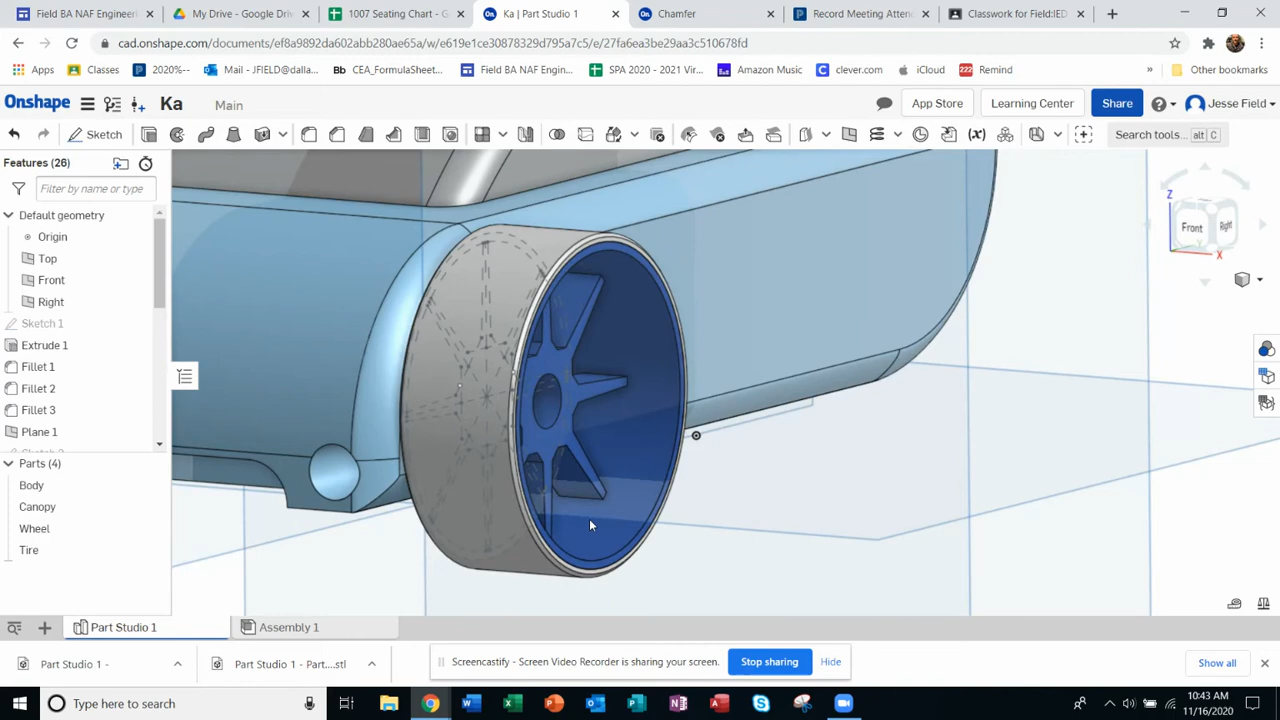 Field BA NAF Engineeri
My Drive - Google Driv
1007 Seating Chart - G
Ka | Part Studio 1
Chamfer
Record Meeting Attend
Classwork for Field:IED
cad.onshape.com/documents/ef8a9892da602abb280ae65a/w/e619e1ce30878329d795a7c5/e/27fa6ea3be29aa3c510678fd
Apps
Classes
2020%--
Mail - JFIELD@dalla...
Bb
CEA_FormulaSheet...
Field BA NAF Engin...
SPA 2020 - 2021 Vir...
Amazon Music
clever.com
iCloud
222
Remind
»
Other bookmarks
On
Onshape
Ka
Main
App Store
Learning Center
Share
Jesse Field
Sketch
(x)
Search tools...
alt
C
Features (26)
Filter by name or type
Default geometry
Origin
Top
Front
Right
Sketch 1
Extrude 1
Fillet 1
Fillet 2
Fillet 3
Plane 1
Parts (4)
Body
Canopy
Wheel
Tire
Z
Front
Right
X
Part Studio 1
Assembly 1
Part Studio 1 -
Part Studio 1 - Part....stl
Screencastify - Screen Video Recorder is sharing your screen.
Stop sharing
Hide
Show all
Type here to search
10:43 AM
11/16/2020